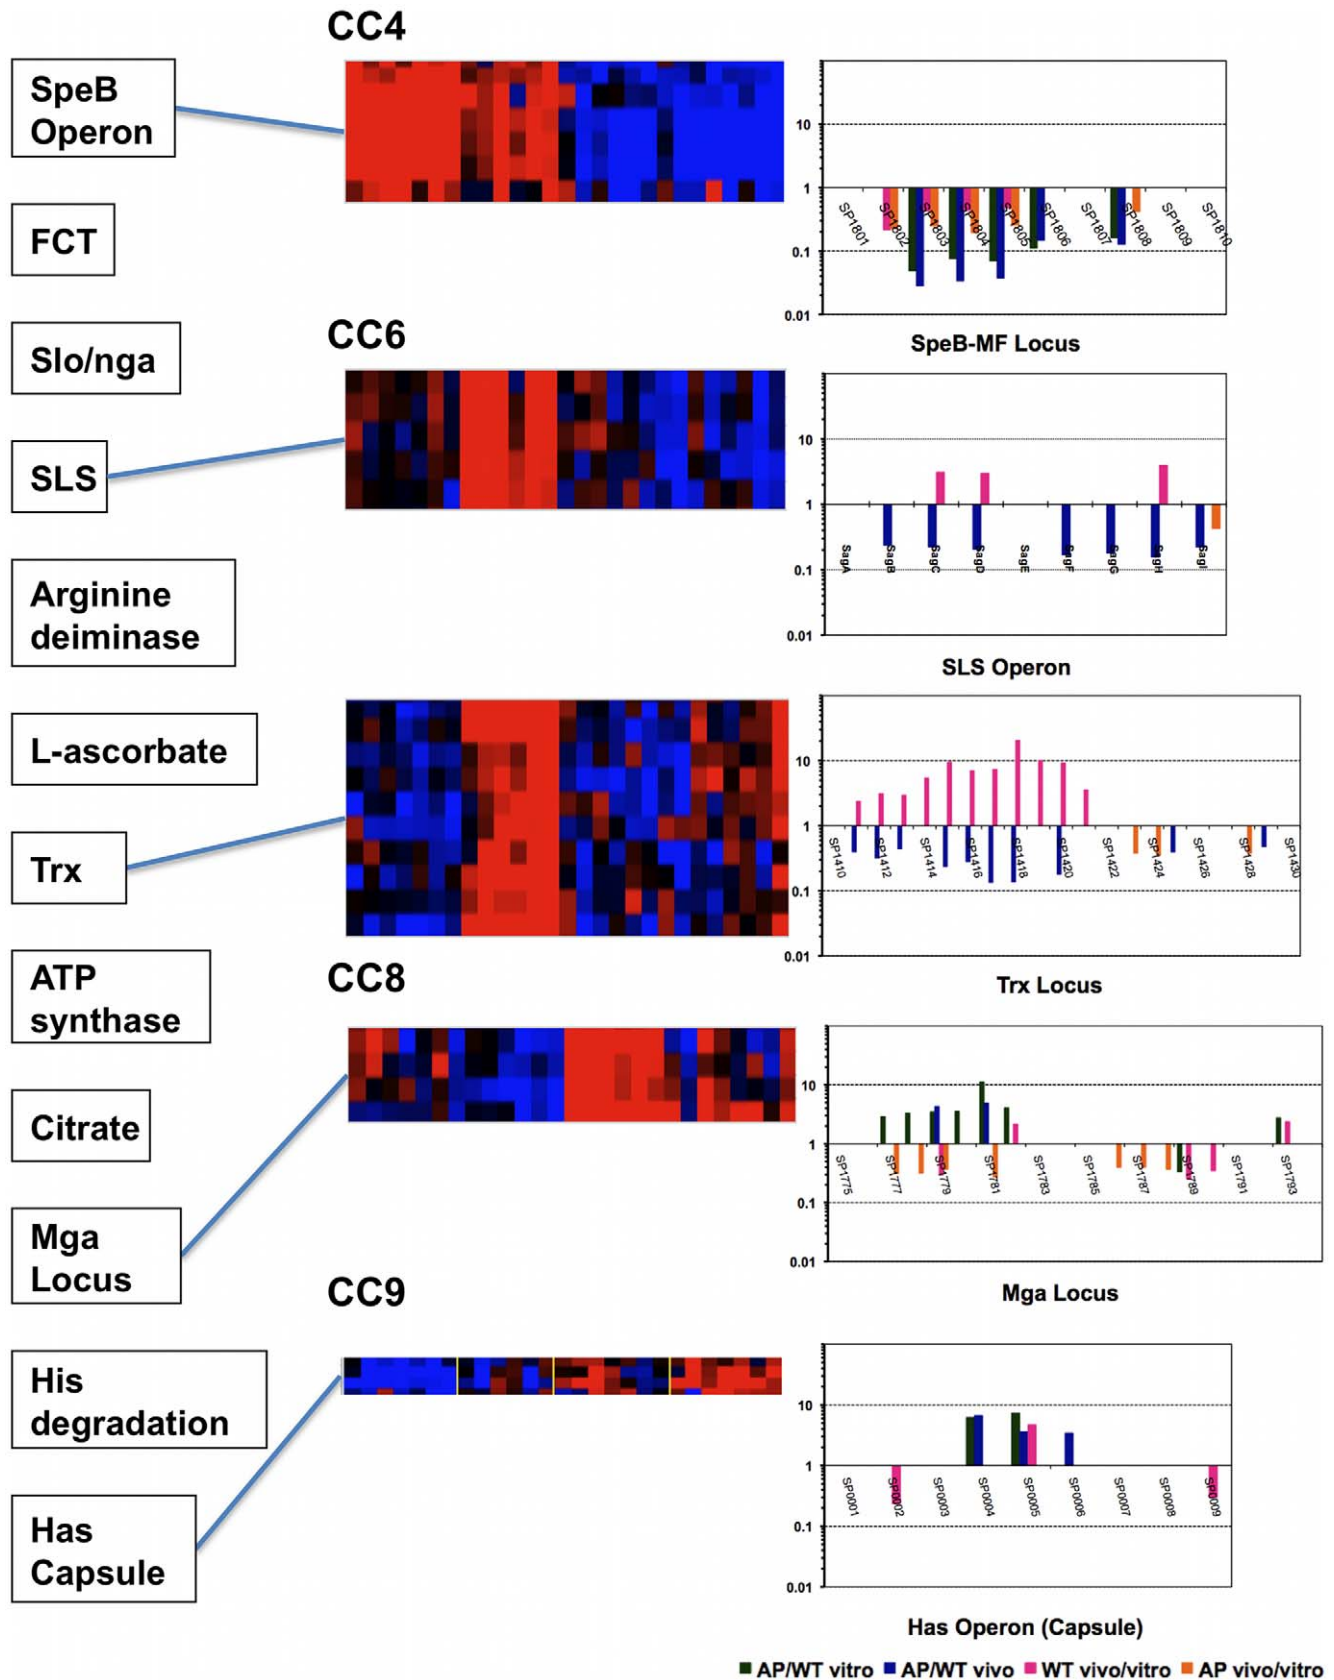 CC4
SpeB
Operon
FCT
Slo/nga
SLS
Arginine
deiminase
L-ascorbate
Trx
ATP
synthase
Citrate
Mga
Locus
His
degradation
Has
Capsule
CC6
CC8
CC9
10
1
0.1
0.01
SP1801
SP1802
SP1803
SP1804
SP1805
SP1806
SP1807
SP1808
SP1809
SP1810
SpeB-MF Locus
10
1
0.1
0.01
SagA
SagB
SagC
SagD
SagE
SagF
SagG
SagH
SagI
SLS Operon
10
1
0.1
0.01
SP1410
SP1412
SP1414
SP1416
SP1418
SP1420
SP1422
SP1424
SP1426
SP1428
SP1430
Trx Locus
10
1
0.1
0.01
SP1775
SP1777
SP1779
SP1781
SP1783
SP1785
SP1787
SP1789
SP1791
SP1793
Mga Locus
10
1
0.1
0.01
SP0001
SP0002
SP0003
SP0004
SP0005
SP0006
SP0007
SP0008
SP0009
Has Operon (Capsule)
AP/WT vitro AP/WT vivo WT vivo/vitro AP vivo/vitro